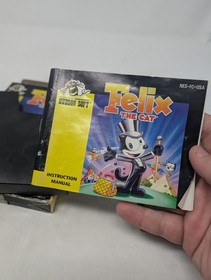 NES-FC-USA
HUDSON SOFT
Felix
THE CAT
INSTRUCTION
MANUAL